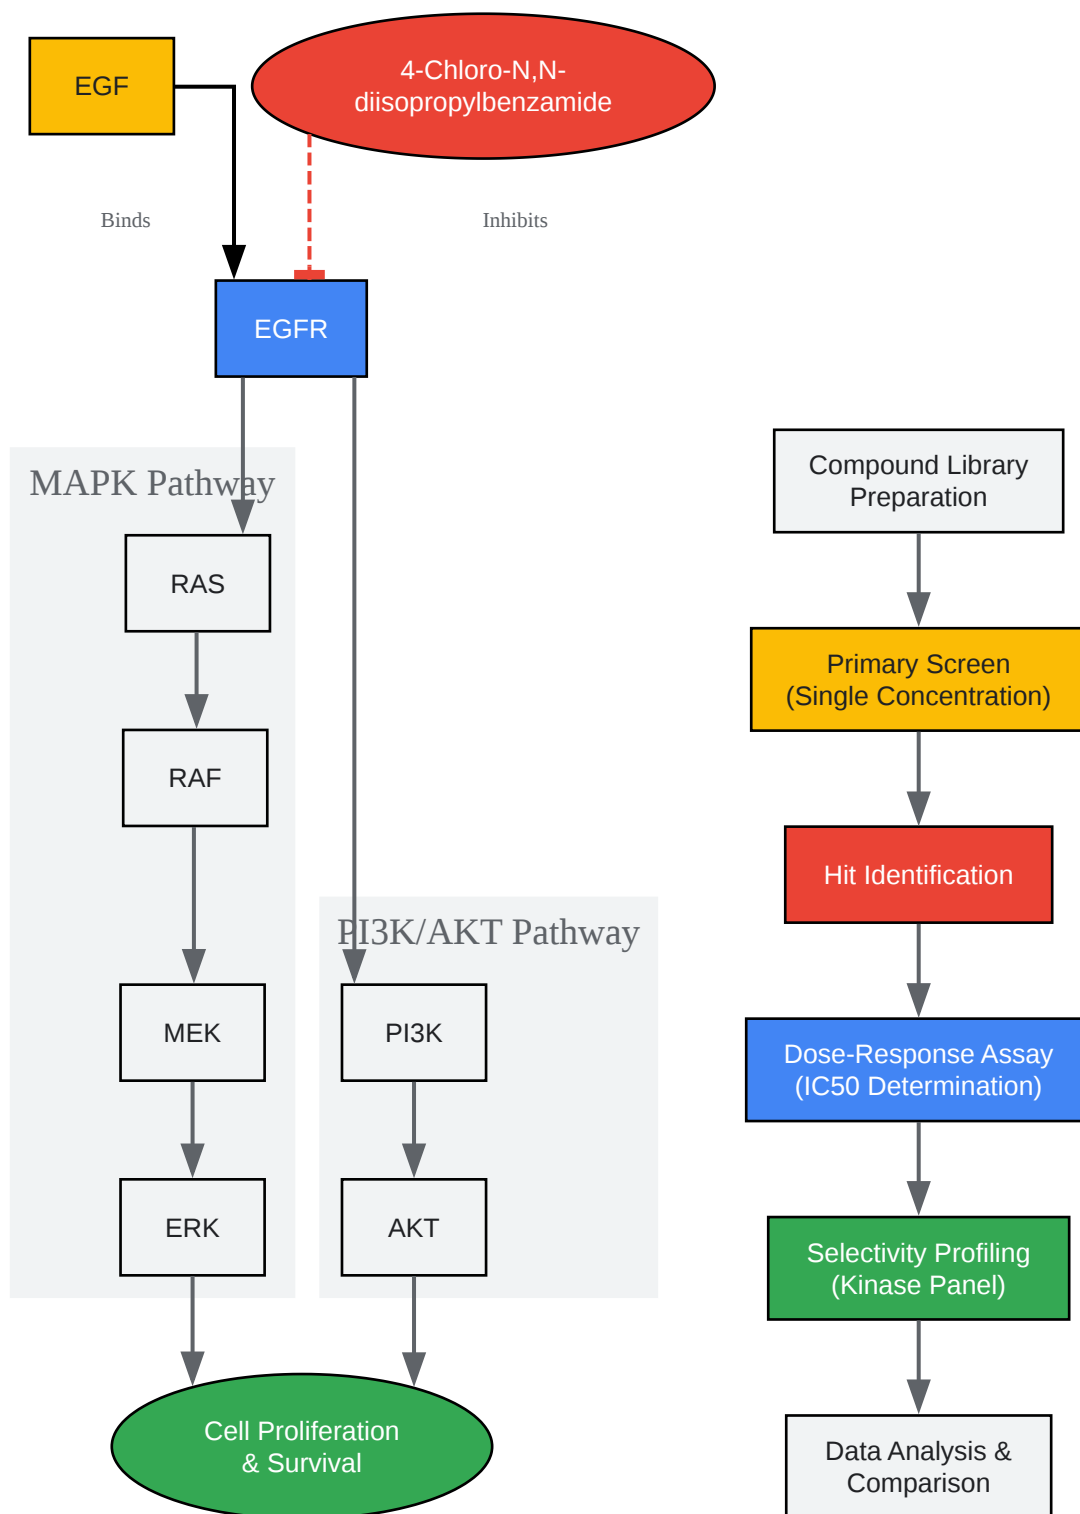 EGF
4-Chloro-N,N-
diisopropylbenzamide
Binds
Inhibits
EGFR
MAPK Pathway
RAS
RAF
MEK
ERK
PI3K/AKT Pathway
PI3K
AKT
Cell Proliferation
& Survival
Compound Library
Preparation
Primary Screen
(Single Concentration)
Hit Identification
Dose-Response Assay
(IC50 Determination)
Selectivity Profiling
(Kinase Panel)
Data Analysis &
Comparison